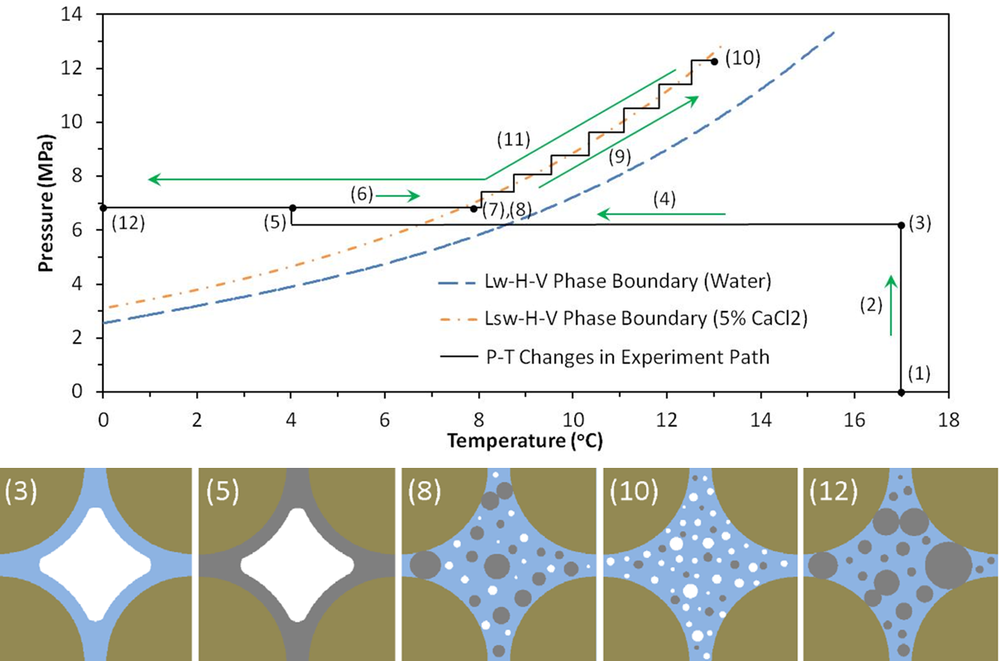 14
12
10
8
6
4
2
0
Pressure (MPa)
(10)
(11)
(9)
(6)
(4)
(7),(8)
(12)
(5)
(3)
Lw-H-V Phase Boundary (Water)
(2)
Lsw-H-V Phase Boundary (5% CaCl2)
P-T Changes in Experiment Path
(1)
0 2 4 6 8 10 12 14 16 18
Temperature (ºC)
(3) (5) (8) (10) (12)